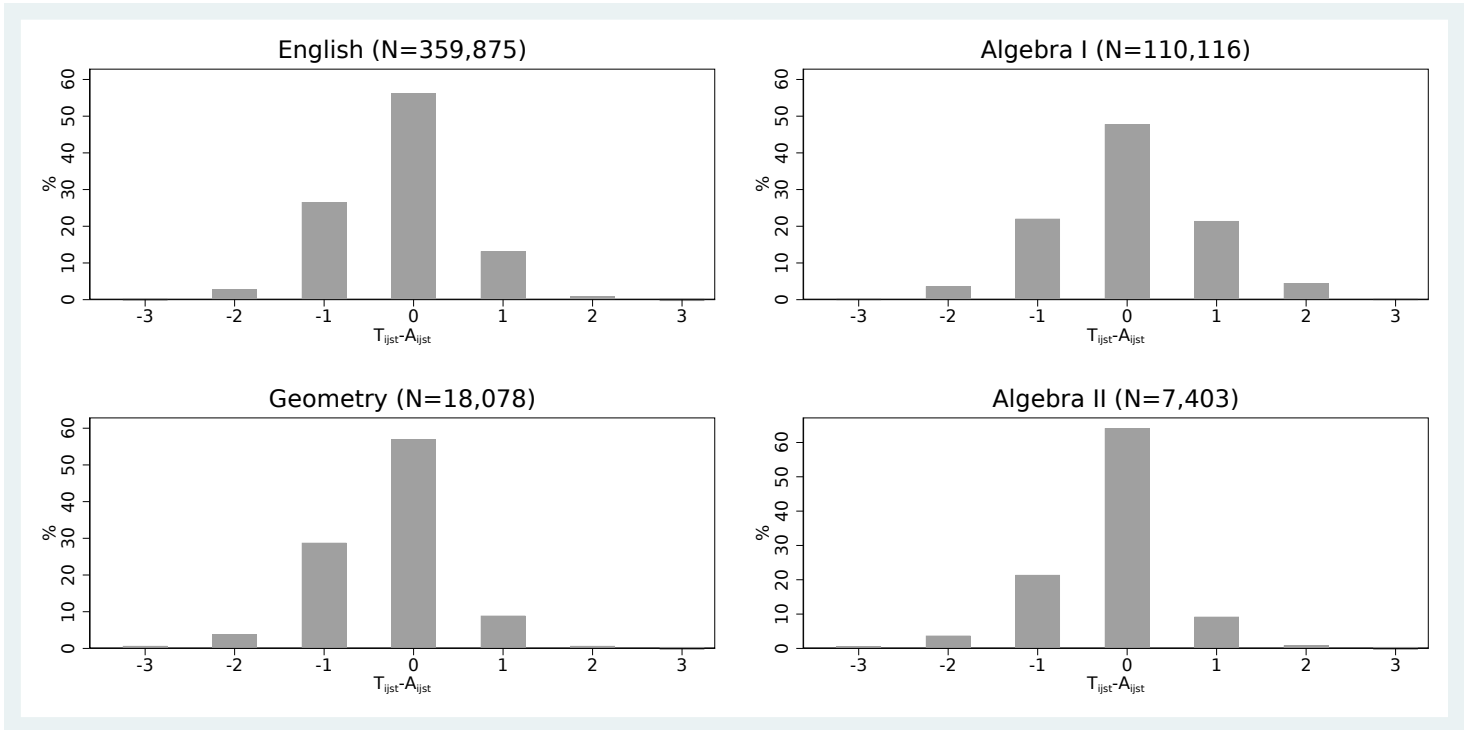 English (N=359,875)
%
60
50
40
30
20
10
0
-3 -2 -1 0 1 2 3
Tijst-Aijst
Algebra I (N=110,116)
%
60
50
40
30
20
10
0
-3 -2 -1 0 1 2 3
Tijst-Aijst
Geometry (N=18,078)
%
60
50
40
30
20
10
0
-3 -2 -1 0 1 2 3
Tijst-Aijst
Algebra II (N=7,403)
%
60
50
40
30
20
10
0
-3 -2 -1 0 1 2 3
Tijst-Aijst